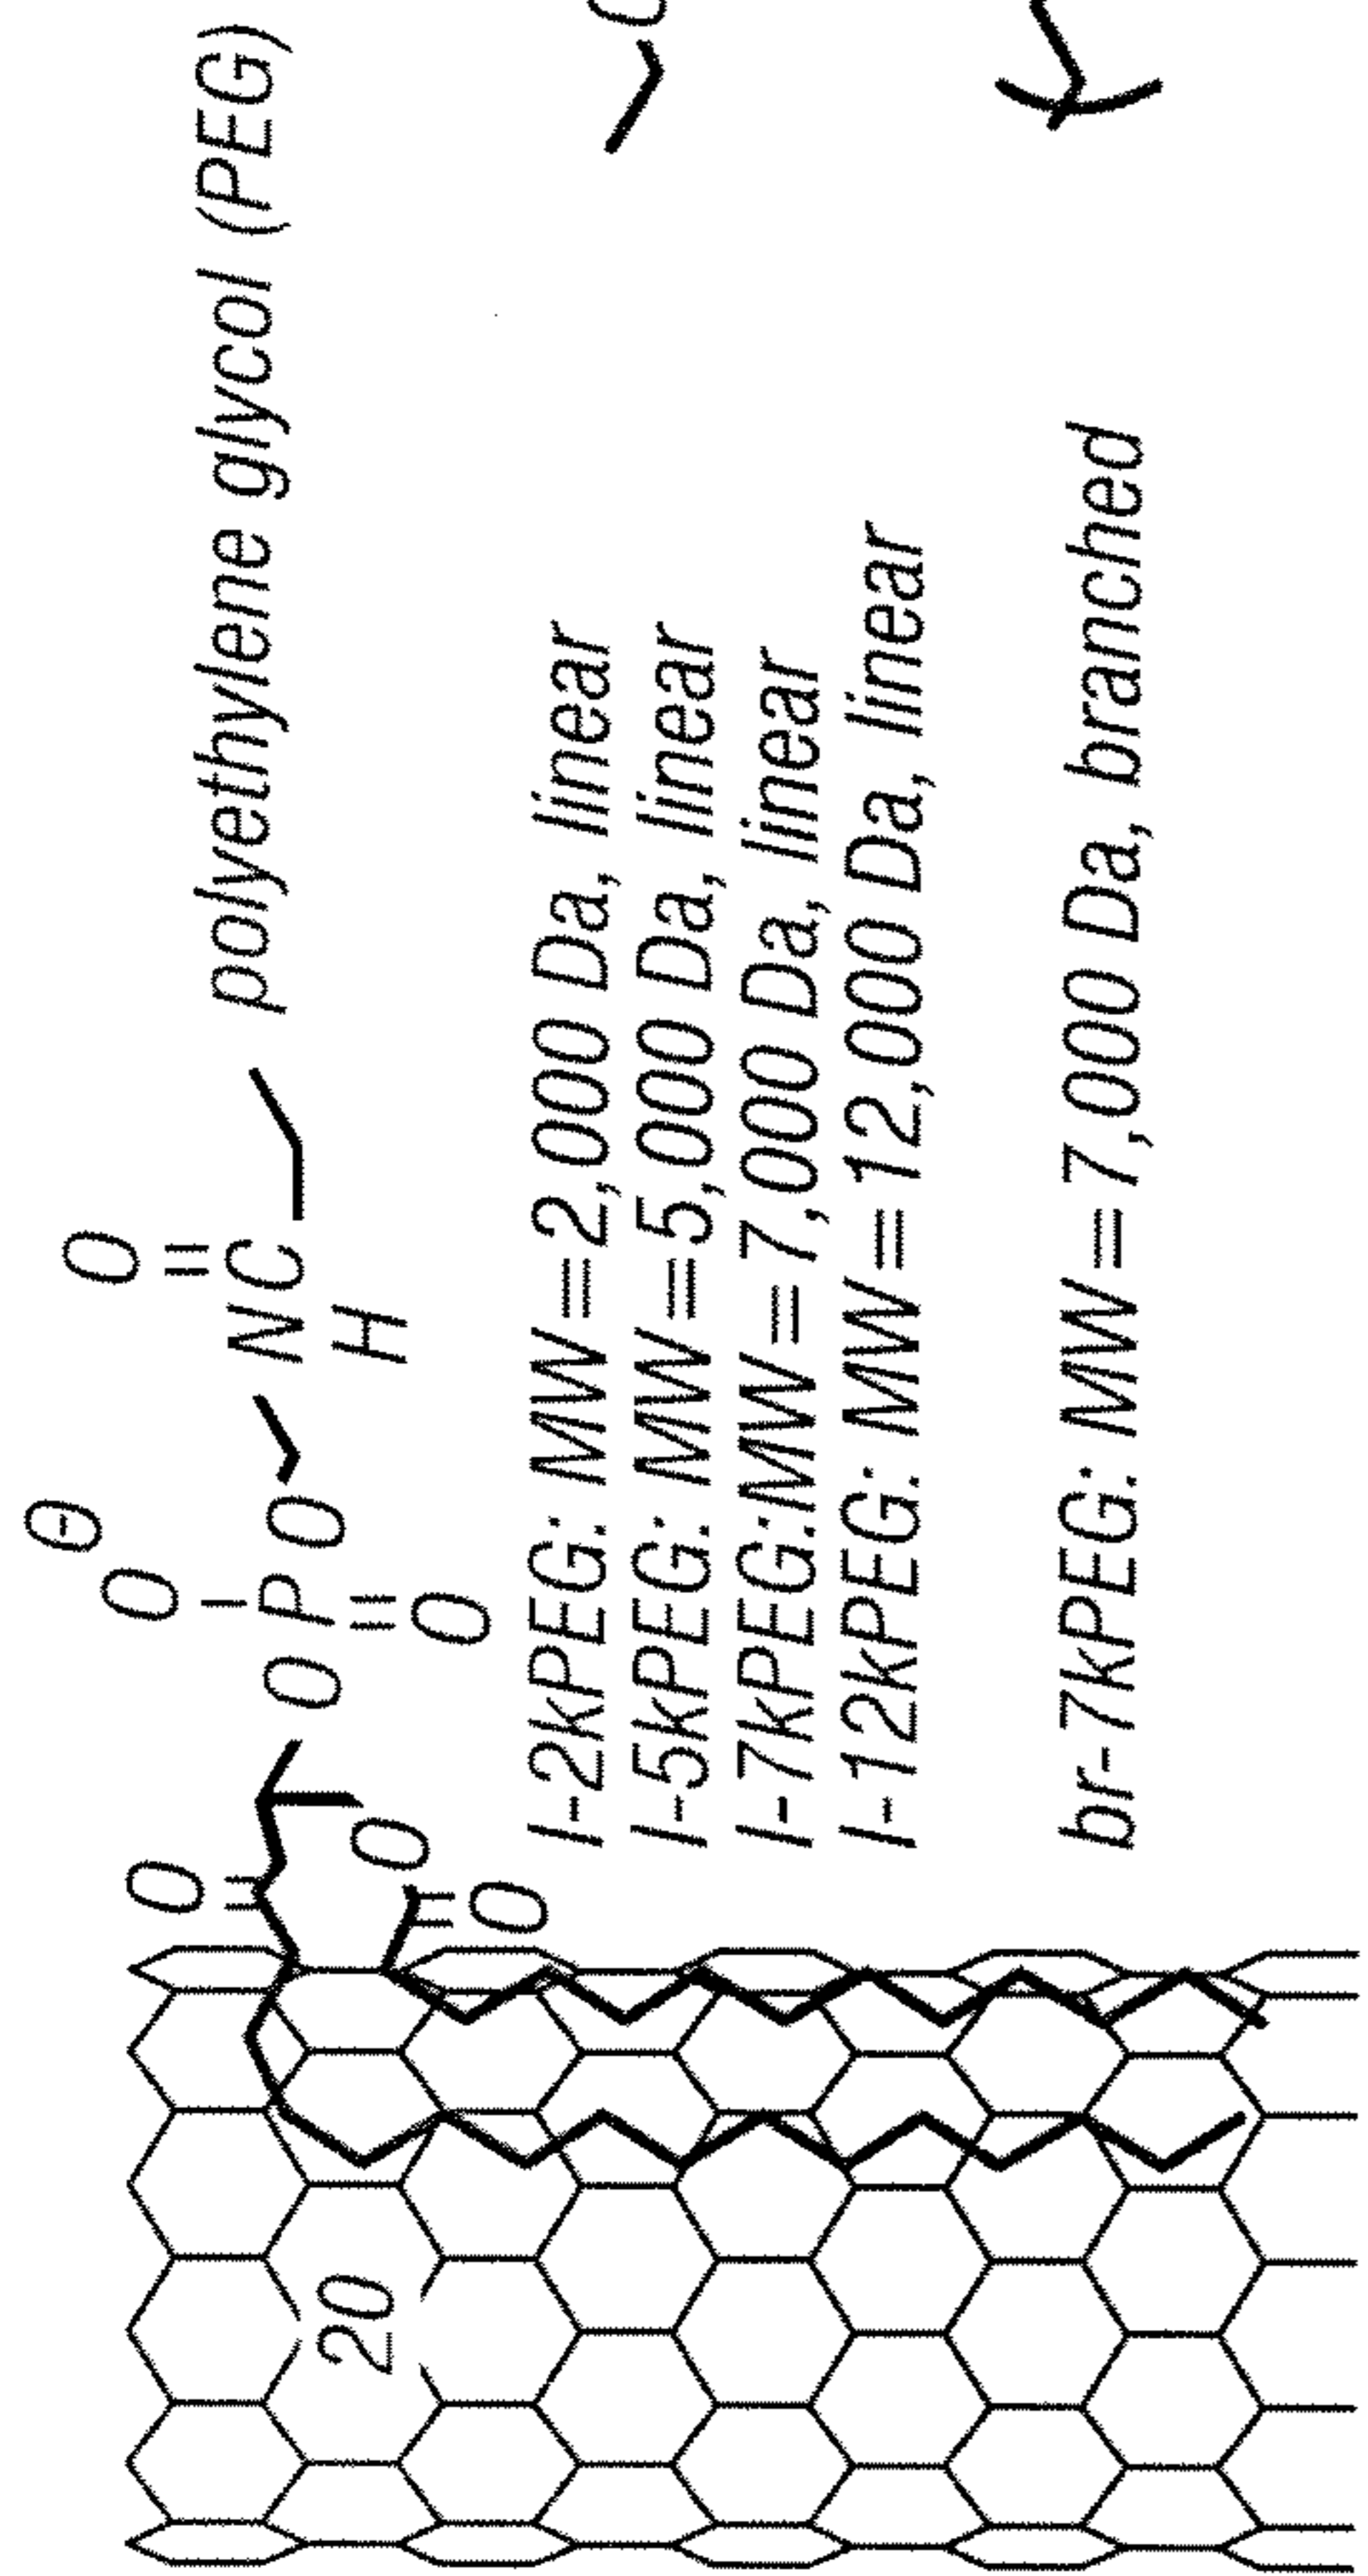 O Θ
O O O
O P O NC polyethylene glycol (PEG)
O O H
O
20
l-2kPEG: MW=2,000 Da, linear
l-5kPEG: MW=5,000 Da, linear
l-7kPEG:MW=7,000 Da, linear
l-12kPEG: MW=12,000 Da, linear
br-7kPEG: MW=7,000 Da, branched